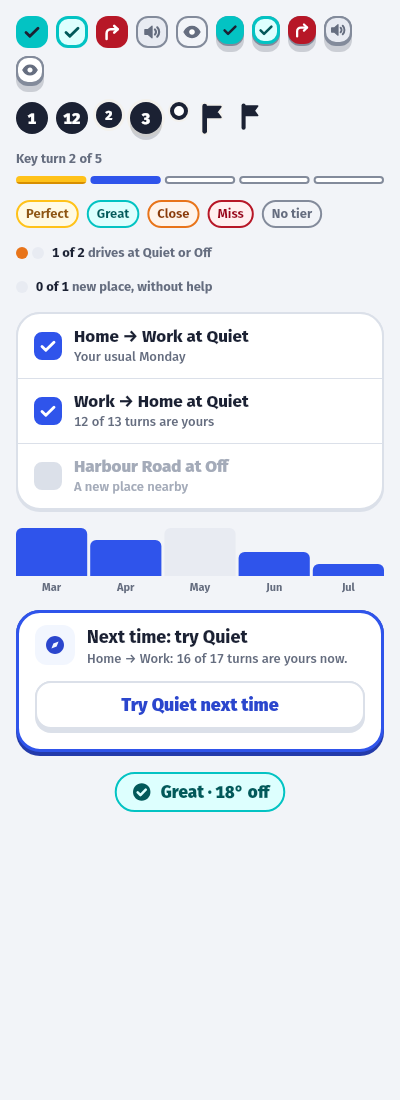 1 12 2 3
Key turn 2 of 5
Perfect Great Close Miss No tier
1 of 2 drives at Quiet or Off
0 of 1 new place, without help
Home → Work at Quiet
Your usual Monday
Work → Home at Quiet
12 of 13 turns are yours
Harbour Road at Off
A new place nearby
Mar Apr May Jun Jul
Next time: try Quiet
Home → Work: 16 of 17 turns are yours now.
Try Quiet next time
Great · 18° off